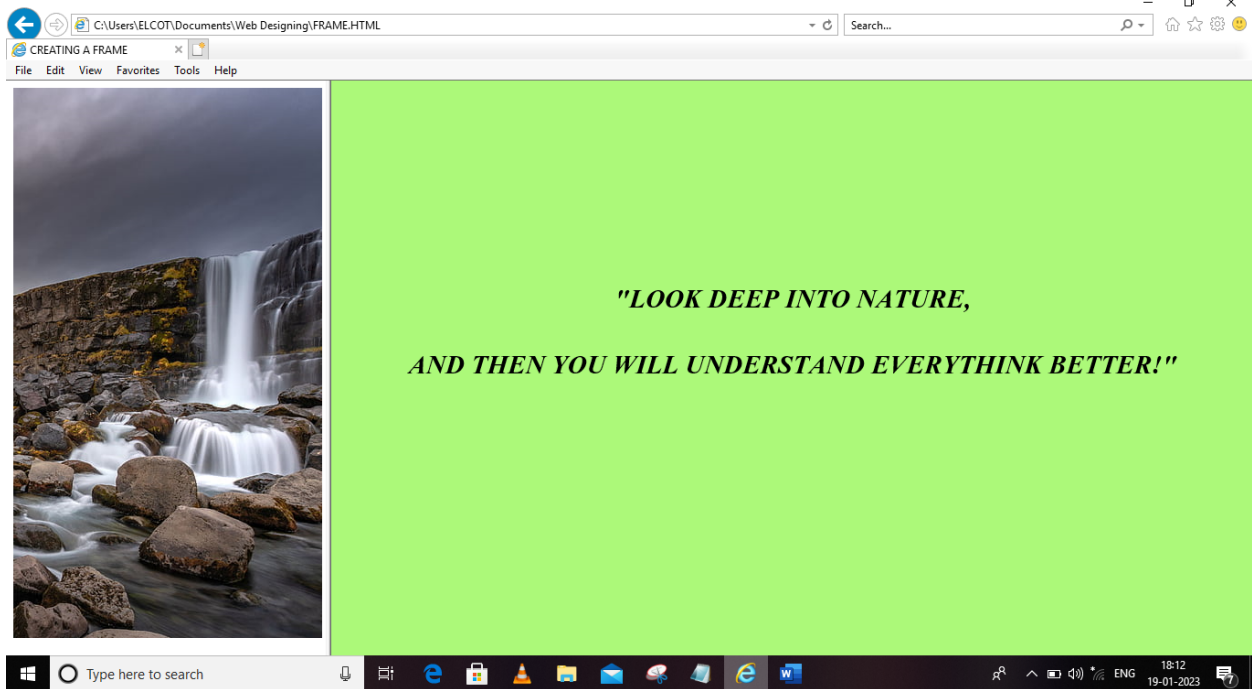 C:\Users\ELCOT\Documents\Web Designing\FRAME.HTML
Search...
CREATING A FRAME
File Edit View Favorites Tools Help
"LOOK DEEP INTO NATURE,
AND THEN YOU WILL UNDERSTAND EVERYTHINK BETTER!"
Type here to search
ENG
18:12
19-01-2023
7